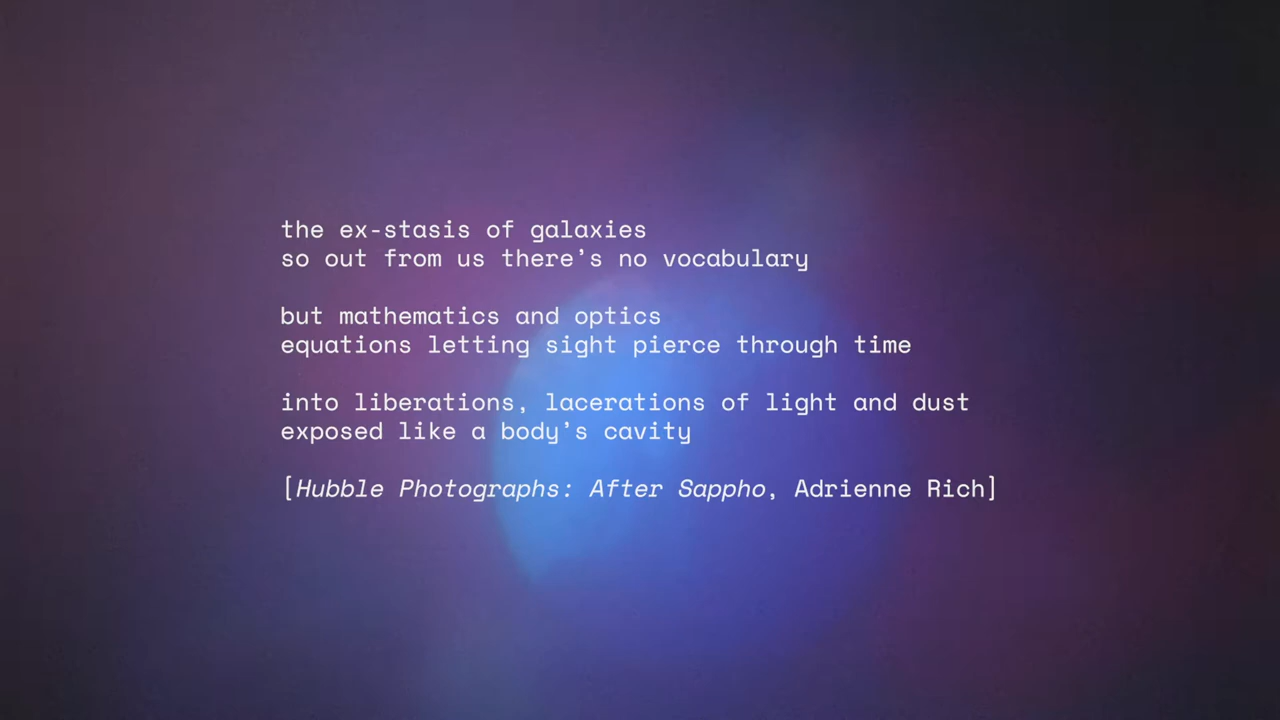 the ex-stasis of galaxies
so out from us there’s no vocabulary
but mathematics and optics
equations letting sight pierce through time
into liberations, lacerations of light and dust
exposed like a body’s cavity
[Hubble Photographs: After Sappho, Adrienne Rich]